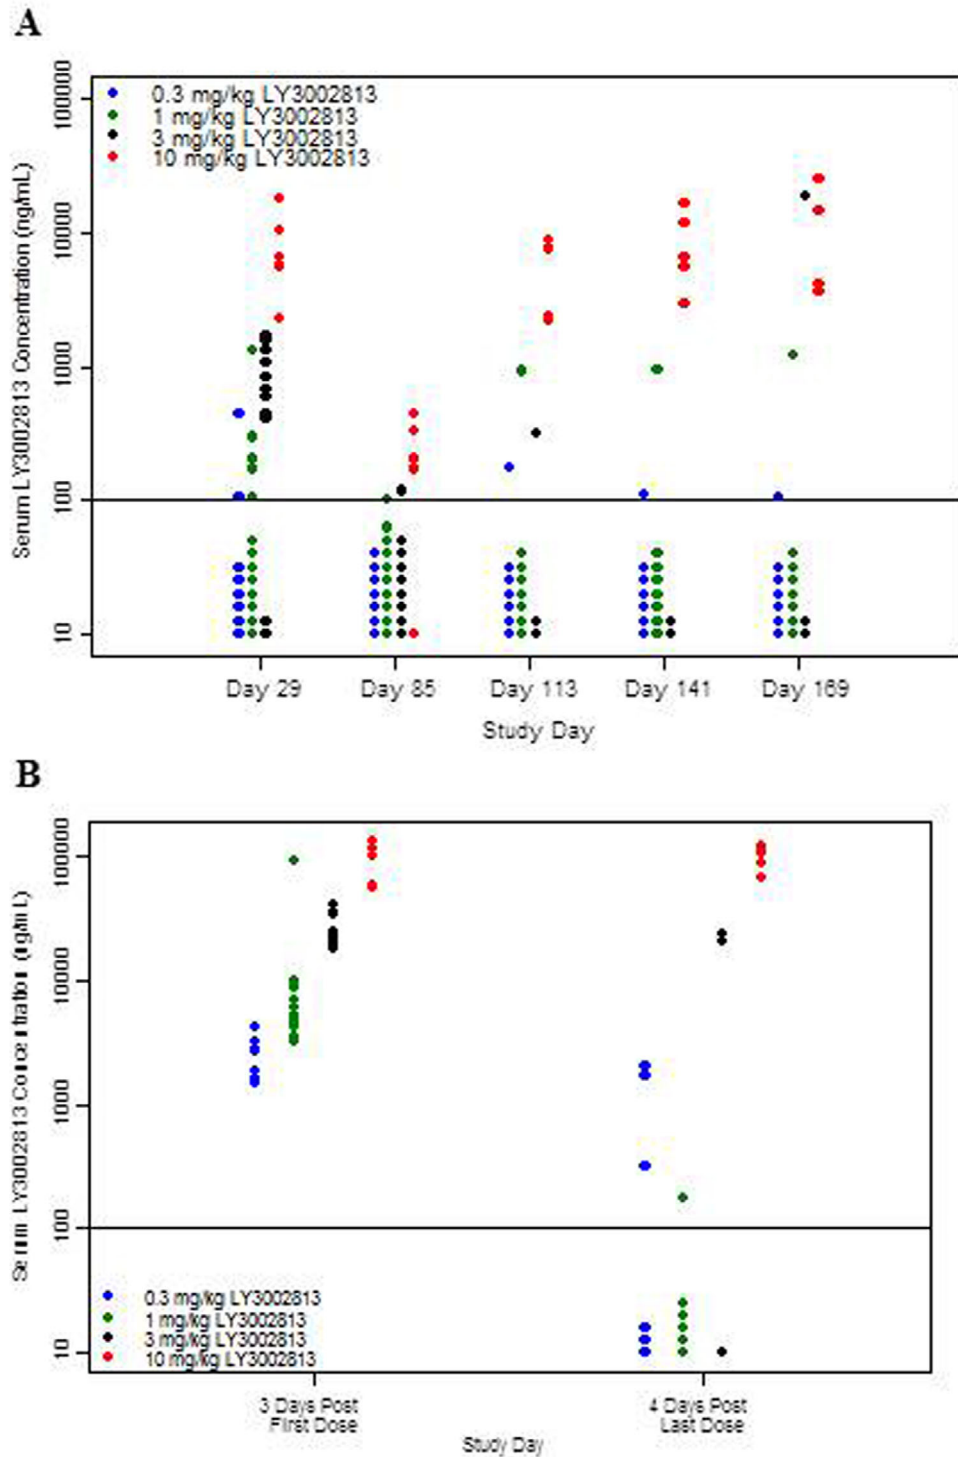 A
100000
10000
1000
100
10
Serum LY3002813 Concentration (ng/mL)
0.3 mg/kg LY3002813
1 mg/kg LY3002813
3 mg/kg LY3002813
10 mg/kg LY3002813
Day 29 Day 85 Day 113 Day 141 Day 169
Study Day
B
100000
10000
1000
100
10
Serum LY3002813 Concentration (ng/mL)
0.3 mg/kg LY3002813
1 mg/kg LY3002813
3 mg/kg LY3002813
10 mg/kg LY3002813
3 Days Post 4 Days Post
First Dose Last Dose
Study Day